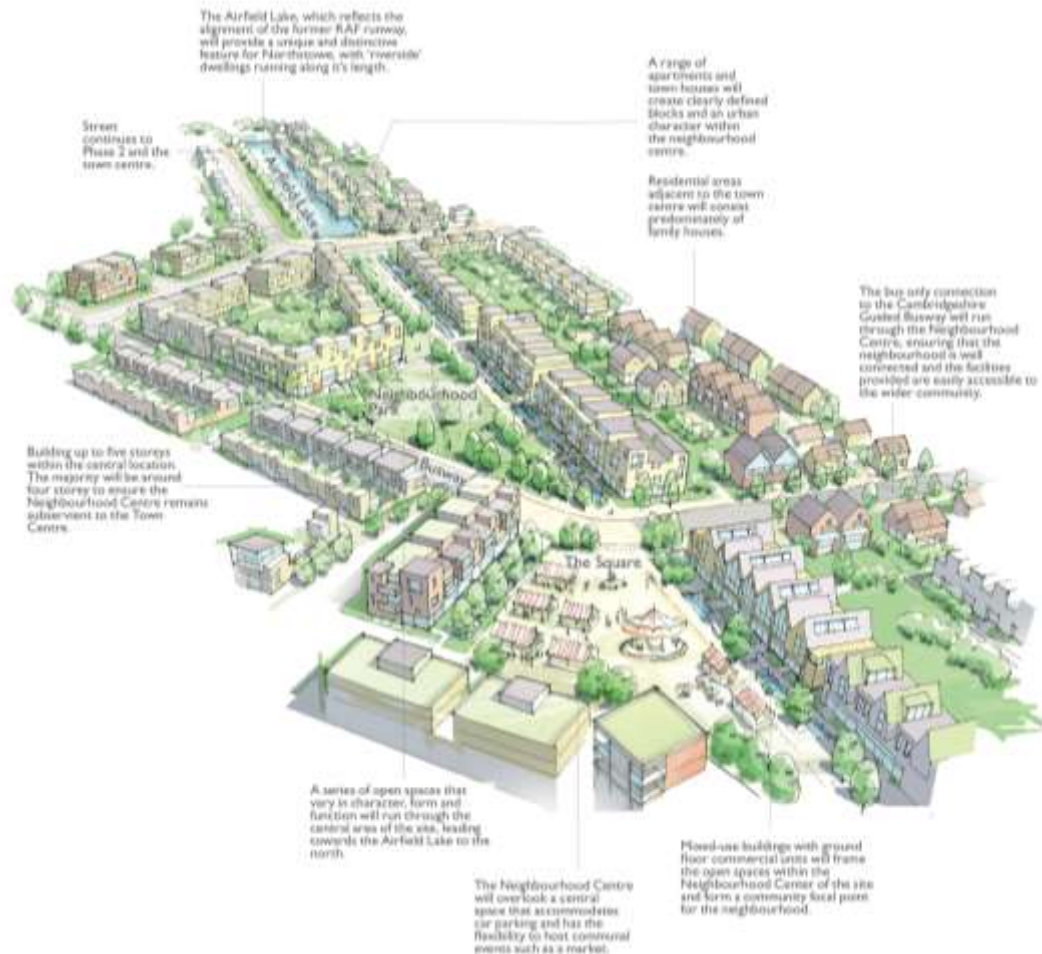 The Airfield Lake, which reflects the
alignment of the former RAF runway,
will provide a unique and distinctive
feature for Northstowe, with 'riverside'
dwellings running along it's length.
A range of
apartments and
town houses will
create clearly defined
blocks and an urban
character within
the neighbourhood
centre.
Street
continues to
Phase 2 and the
town centre.
Airfield Lake
Residential areas
adjacent to the town
centre will consist
predominately of
family houses.
The bus only connection
to the Cambridgeshire
Guided Busway will run
through the Neighbourhood
Centre, ensuring that the
neighbourhood is well
connected and the facilities
provided are easily accessible to
the wider community.
Neighbourhood
Park
Building up to five storeys
within the central location.
The majority will be around
four storey to ensure the
Neighbourhood Centre remains
subservient to the Town
Centre.
Busway
The Square
A series of open spaces that
vary in character, form and
function will run through the
central area of the site, leading
towards the Airfield Lake to the
north.
Mixed-use buildings with ground
floor commercial units will frame
the open spaces within the
Neighbourhood Center of the site
and form a community focal point
for the neighbourhood.
The Neighbourhood Centre
will overlook a central
space that accommodates
car parking and has the
flexibility to host communal
events such as a market.